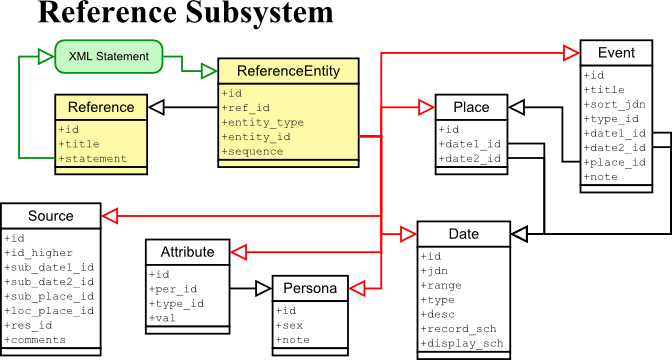 Reference Subsystem
XML Statement
ReferenceEntity
+id
+ref_id
+entity_type
+entity_id
+sequence
Event
+id
+title
+sort_jdn
+type_id
+date1_id
+date2_id
+place_id
+note
Reference
+id
+title
+statement
Place
+id
+date1_id
+date2_id
Source
+id
+id_higher
+sub_date1_id
+sub_date2_id
+sub_place_id
+loc_place_id
+res_id
+comments
Attribute
+id
+per_id
+type_id
+val
Persona
+id
+sex
+note
Date
+id
+jdn
+range
+type
+desc
+record_sch
+display_sch